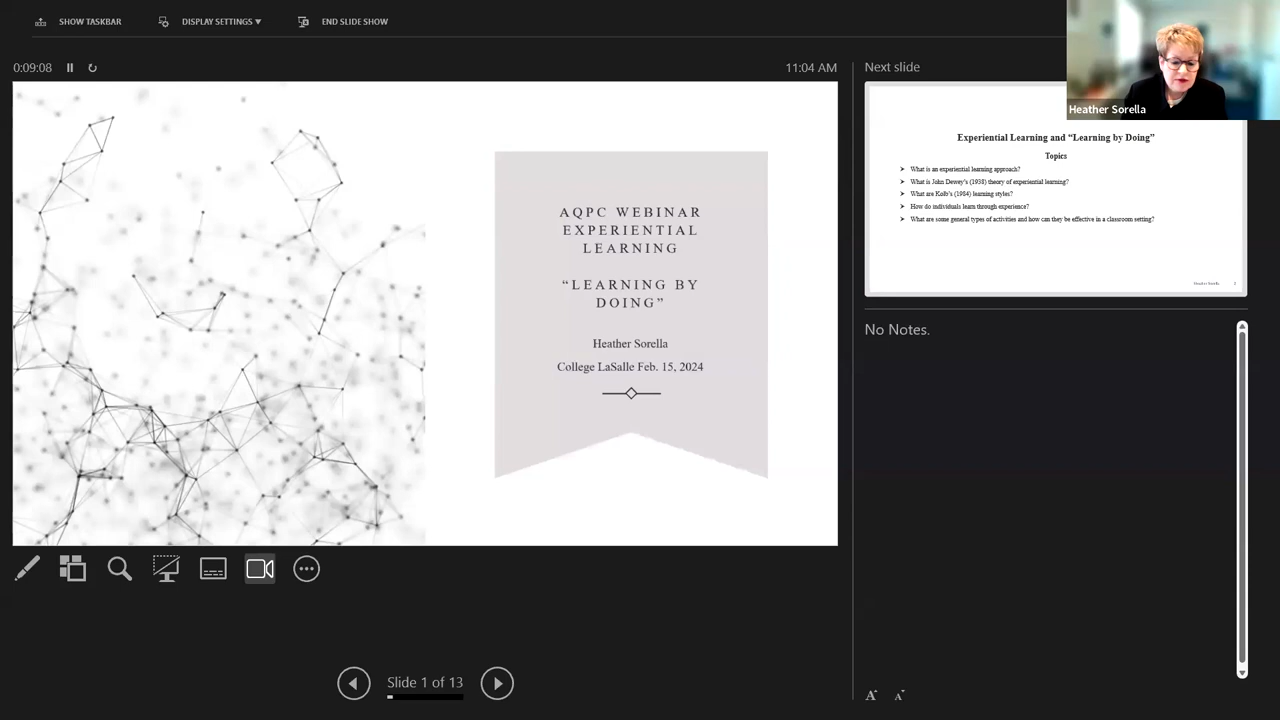 SHOW TASKBAR
DISPLAY SETTINGS ▼
END SLIDE SHOW
0:09:08
11:04 AM
AQPC WEBINAR
EXPERIENTIAL
LEARNING
“LEARNING BY
DOING”
Heather Sorella
College LaSalle Feb. 15, 2024
Slide 1 of 13
Next slide
Heather Sorella
Experiential Learning and “Learning by Doing”
Topics
➤ What is an experiential learning approach?
➤ What is John Dewey’s (1938) theory of experiential learning?
➤ What are Kolb’s (1984) learning styles?
➤ How do individuals learn through experience?
➤ What are some general types of activities and how can they be effective in a classroom setting?
Heather Sorella
No Notes.
A A